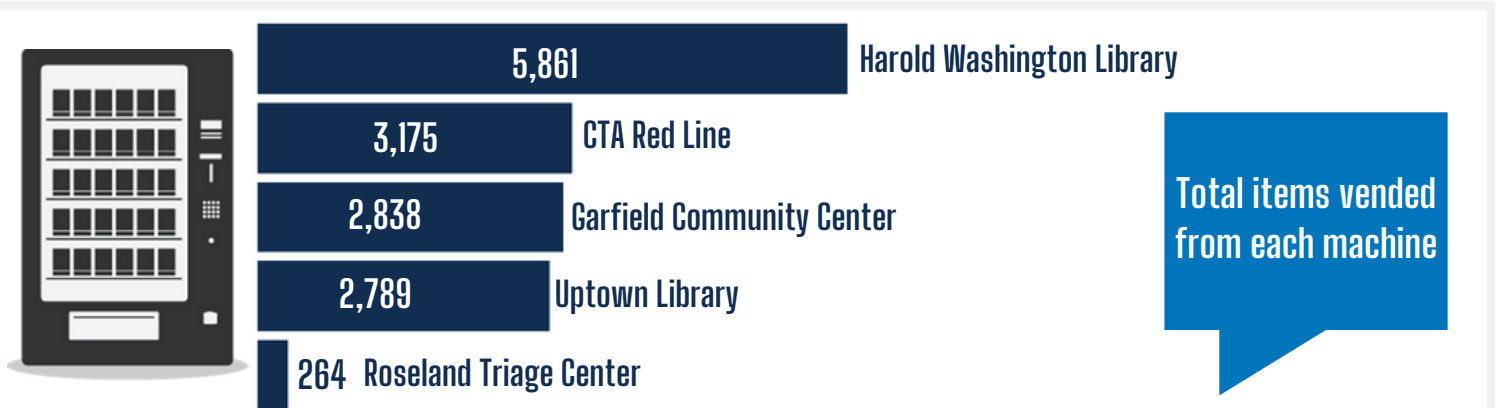 5,861 Harold Washington Library
3,175 CTA Red Line
2,838 Garfield Community Center
2,789 Uptown Library
264 Roseland Triage Center
Total items vended
from each machine